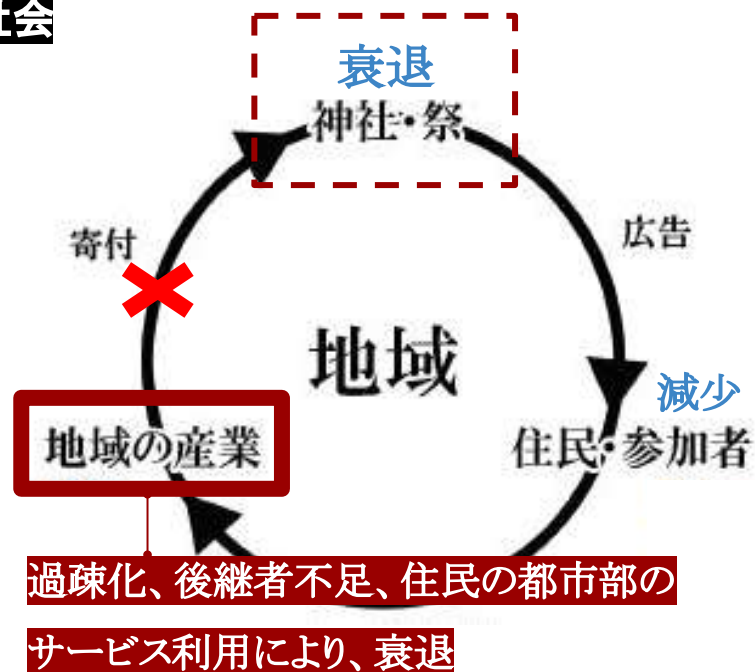 社会
衰退
神社・祭
寄付
広告
地域
減少
地域の産業
住民・参加者
過疎化、後継者不足、住民の都市部の
サービス利用により、衰退